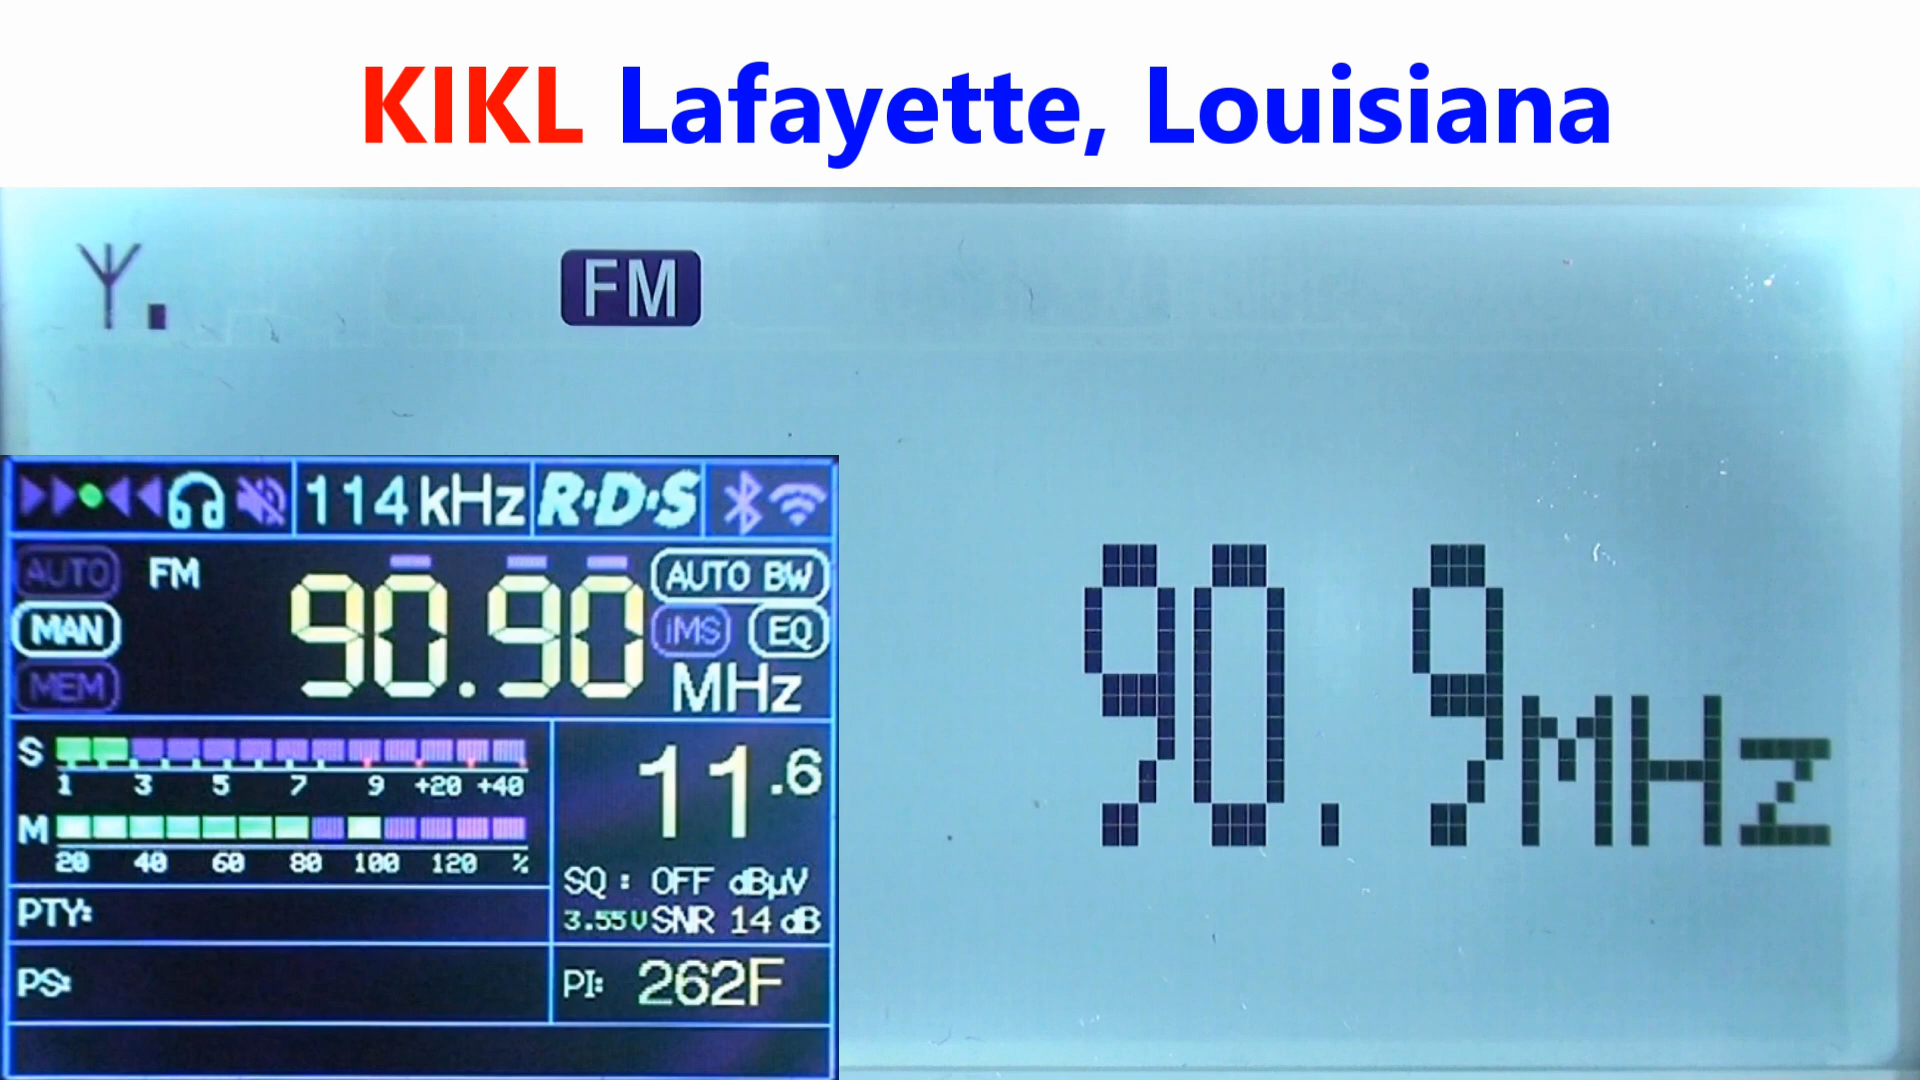 KIKL Lafayette, Louisiana
FM
90.9MHz
114kHz R·D·S
AUTO FM 90.90 MHz AUTO BW
MAN iMS EQ
MEM
S 1 3 5 7 9 +20 +40
M 20 40 60 80 100 120 %
11.6
SQ : OFF dBµV
3.55V SNR 14 dB
PTY:
PS: PI: 262F